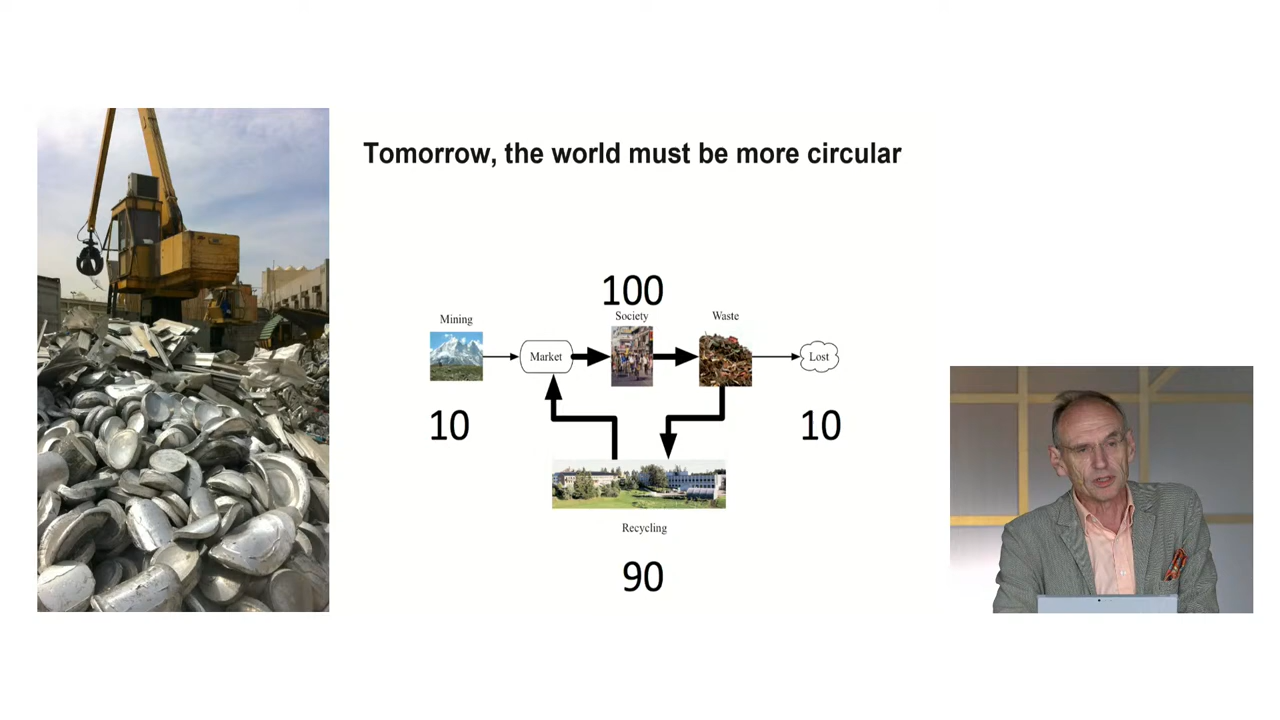 Tomorrow, the world must be more circular
100
Mining
Society
Waste
Market
Lost
10
10
Recycling
90